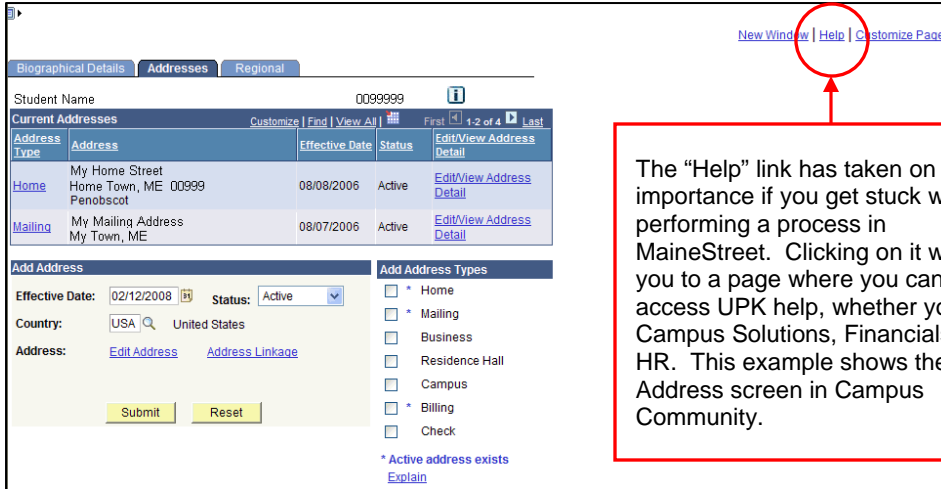 New Window | Help | Customize Page
Biographical Details Addresses Regional
Student Name 0099999
Current Addresses Customize | Find | View All | First 1-2 of 4 Last
Address Type Address Effective Date Status Edit/View Address Detail
Home My Home Street
Home Town, ME 00999
Penobscot 08/08/2006 Active Edit/View Address Detail
Mailing My Mailing Address
My Town, ME 08/07/2006 Active Edit/View Address Detail
Add Address
Effective Date: 02/12/2008 Status: Active
Country: USA United States
Address: Edit Address Address Linkage
Submit Reset
Add Address Types
* Home
* Mailing
Business
Residence Hall
Campus
* Billing
Check
* Active address exists
Explain
The “Help” link has taken on
importance if you get stuck
performing a process in
MaineStreet. Clicking on it
you to a page where you can
access UPK help, whether
Campus Solutions,
HR. This example shows
Address screen in Campus
Community.